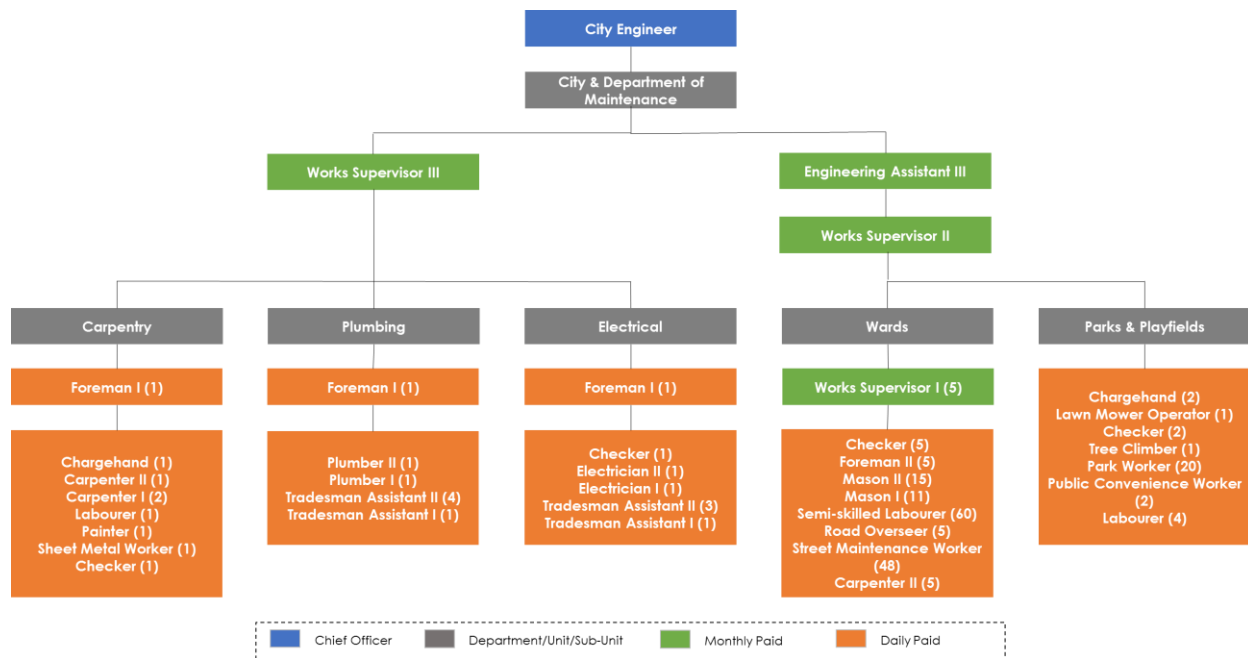 City Engineer
City & Department of
Maintenance
Works Supervisor III
Engineering Assistant III
Works Supervisor II
Carpentry
Plumbing
Electrical
Wards
Parks & Playfields
Foreman I (1)
Foreman I (1)
Foreman I (1)
Works Supervisor I (5)
Chargehand (1)
Carpenter II (1)
Carpenter I (2)
Labourer (1)
Painter (1)
Sheet Metal Worker (1)
Checker (1)
Plumber II (1)
Plumber I (1)
Tradesman Assistant II (4)
Tradesman Assistant I (1)
Checker (1)
Electrician II (1)
Electrician I (1)
Tradesman Assistant II (3)
Tradesman Assistant I (1)
Checker (5)
Foreman II (5)
Mason II (15)
Mason I (11)
Semi-skilled Labourer (60)
Road Overseer (5)
Street Maintenance Worker
(48)
Carpenter II (5)
Chargehand (2)
Lawn Mower Operator (1)
Checker (2)
Tree Climber (1)
Park Worker (20)
Public Convenience Worker
(2)
Labourer (4)
Chief Officer
Department/Unit/Sub-Unit
Monthly Paid
Daily Paid